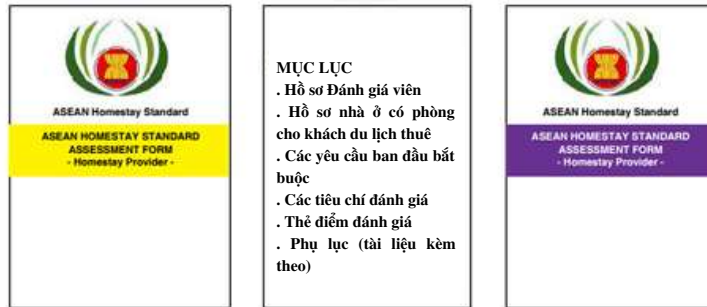 ASEAN Homestay Standard
ASEAN HOMESTAY STANDARD
ASSESSMENT FORM
- Homestay Provider -
MỤC LỤC
. Hồ sơ Đánh giá viên
. Hồ sơ nhà ở có phòng
cho khách du lịch thuê
. Các yêu cầu ban đầu bắt
buộc
. Các tiêu chí đánh giá
. Thẻ điểm đánh giá
. Phụ lục (tài liệu kèm
theo)
ASEAN Homestay Standard
ASEAN HOMESTAY STANDARD
ASSESSMENT FORM
- Homestay Provider -